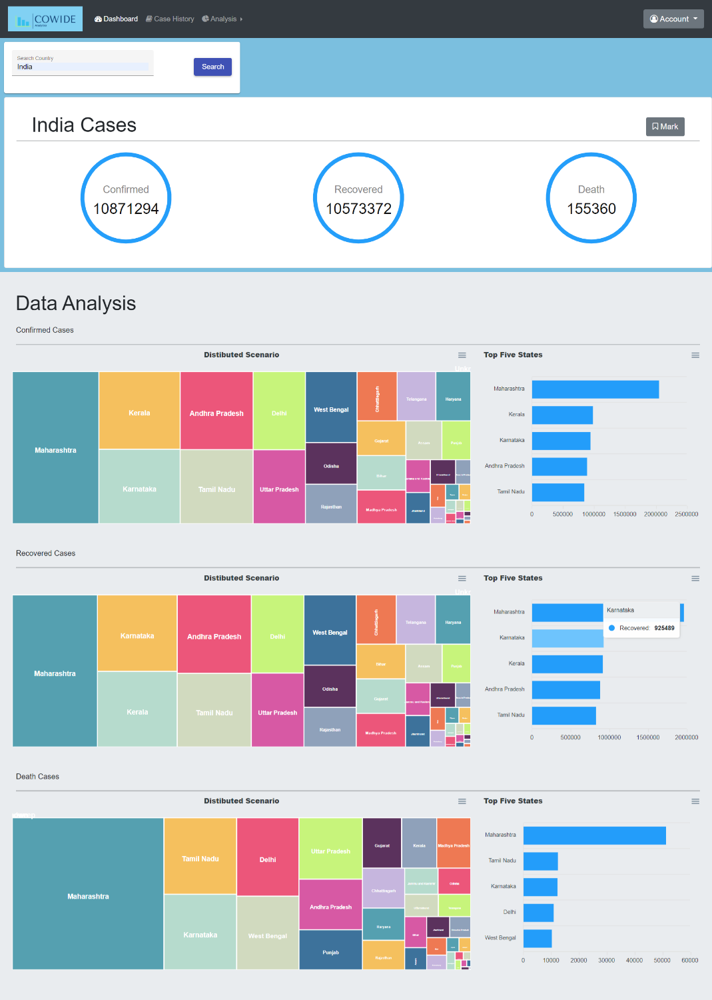 COWIDE
Dashboard
Case History
Analysis
Account
Search Country
India
Search
India Cases
Mark
Confirmed
10871294
Recovered
10573372
Death
155360
Data Analysis
Confirmed Cases
Distibuted Scenario
Top Five States
Maharashtra
Kerala
Karnataka
Andhra Pradesh
Tamil Nadu
Delhi
Uttar Pradesh
West Bengal
Odisha
Rajasthan
Chhattisgarh
Telangana
Haryana
Gujarat
Assam
Punjab
Bihar
Madhya Pradesh
Uttarakhand
Jharkhand
Maharashtra
Kerala
Karnataka
Andhra Pradesh
Tamil Nadu
0 500000 1000000 1500000 2000000 2500000
Recovered Cases
Distibuted Scenario
Top Five States
Maharashtra
Karnataka
Kerala
Andhra Pradesh
Tamil Nadu
Delhi
Uttar Pradesh
West Bengal
Odisha
Rajasthan
Chhattisgarh
Telangana
Haryana
Bihar
Assam
Punjab
Gujarat
Madhya Pradesh
Uttarakhand
Jharkhand
Maharashtra
Karnataka
Kerala
Andhra Pradesh
Tamil Nadu
Karnataka
Recovered: 925489
0 500000 1000000 1500000 2000000
Death Cases
Distibuted Scenario
Top Five States
Maharashtra
Tamil Nadu
Karnataka
Delhi
West Bengal
Uttar Pradesh
Andhra Pradesh
Punjab
Gujarat
Kerala
Madhya Pradesh
Chhattisgarh
Jammu and Kashmir
Odisha
Haryana
Uttarakhand
Telangana
Rajasthan
Bihar
Jharkhand
Himachal Pradesh
Maharashtra
Tamil Nadu
Karnataka
Delhi
West Bengal
0 10000 20000 30000 40000 50000 60000